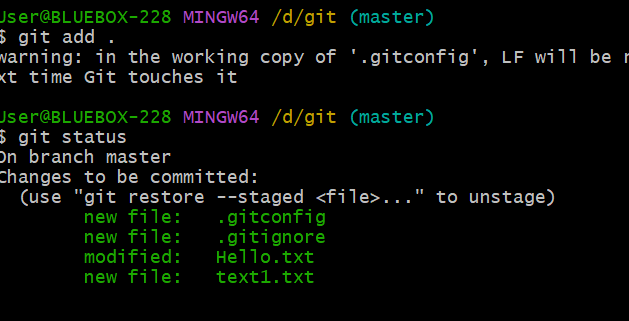 User@BLUEBOX-228 MINGW64 /d/git (master)
$ git add .
warning: in the working copy of '.gitconfig', LF will be
xt time Git touches it
User@BLUEBOX-228 MINGW64 /d/git (master)
$ git status
On branch master
Changes to be committed:
  (use "git restore --staged <file>..." to unstage)
        new file:   .gitconfig
        new file:   .gitignore
        modified:   Hello.txt
        new file:   text1.txt